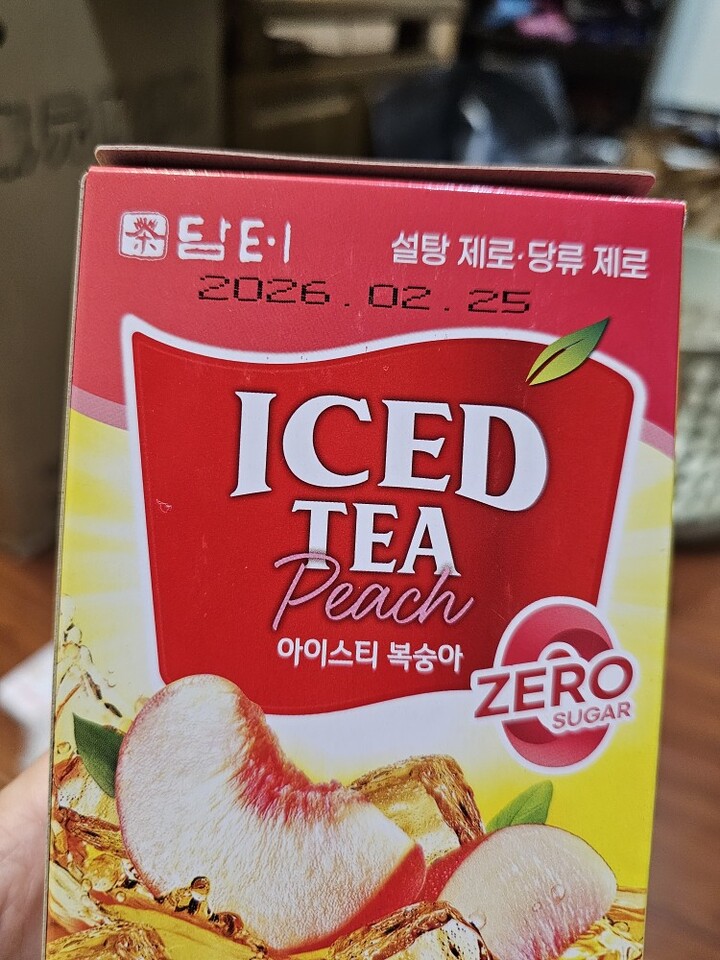 茶 담터 설탕 제로·당류 제로
2026.02.25
ICED
TEA
Peach
아이스티 복숭아
ZERO
SUGAR